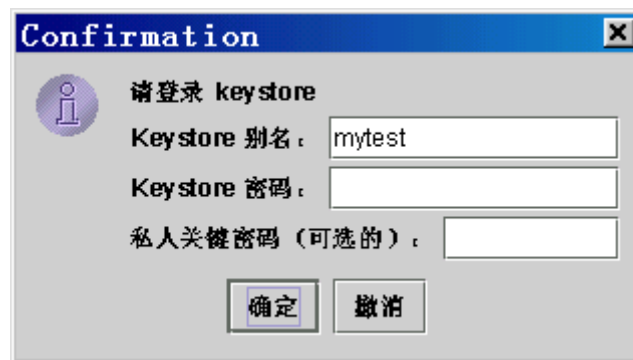 Confirmation
请登录 keystore
Keystore 别名： mytest
Keystore 密码：
私人关键密码（可选的）：
确定 撤消